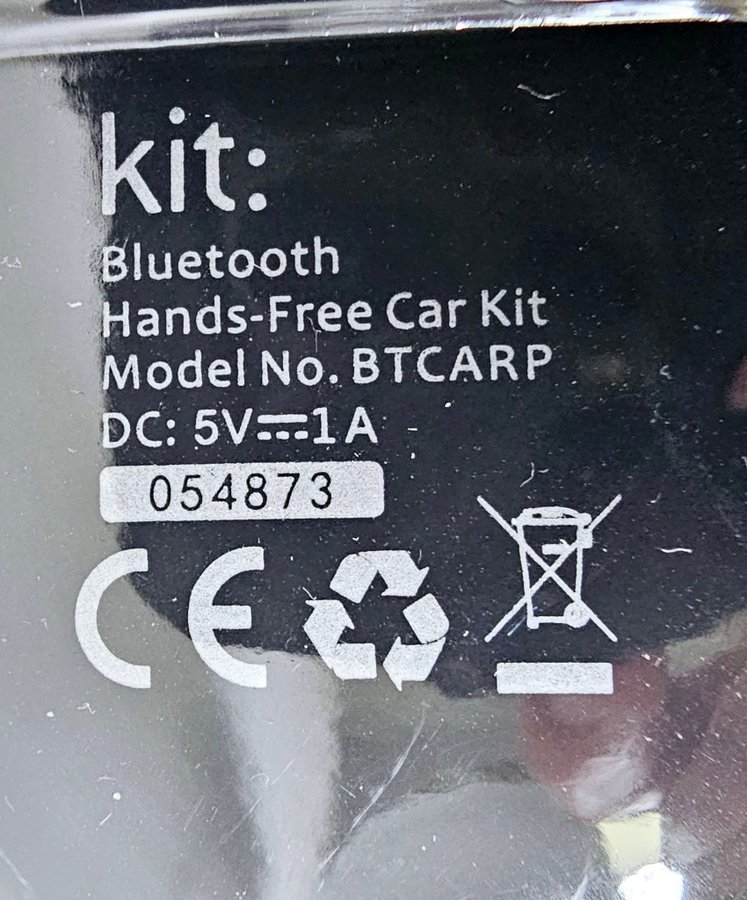 kit:
Bluetooth
Hands-Free Car Kit
Model No. BTCARP
DC: 5V⎓1A
054873
CE